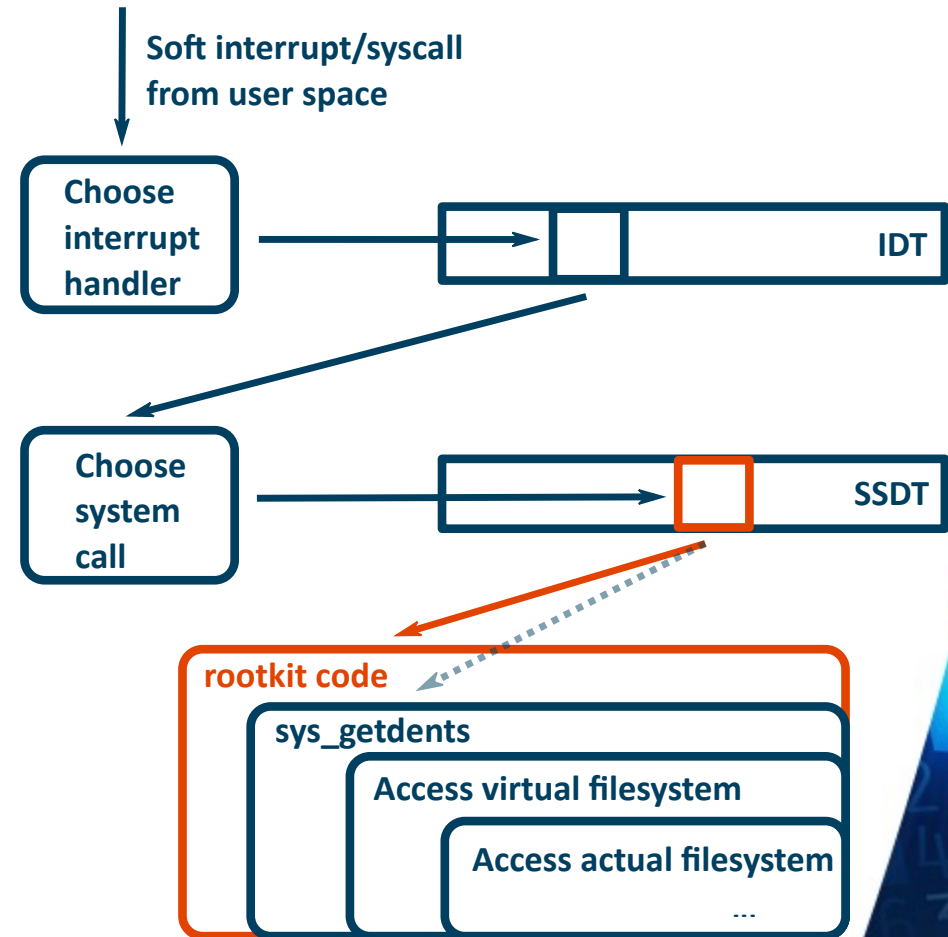 Soft interrupt/syscall
from user space
Choose
interrupt
handler
IDT
Choose
system
call
SSDT
rootkit code
sys_getdents
Access virtual filesystem
Access actual filesystem
...